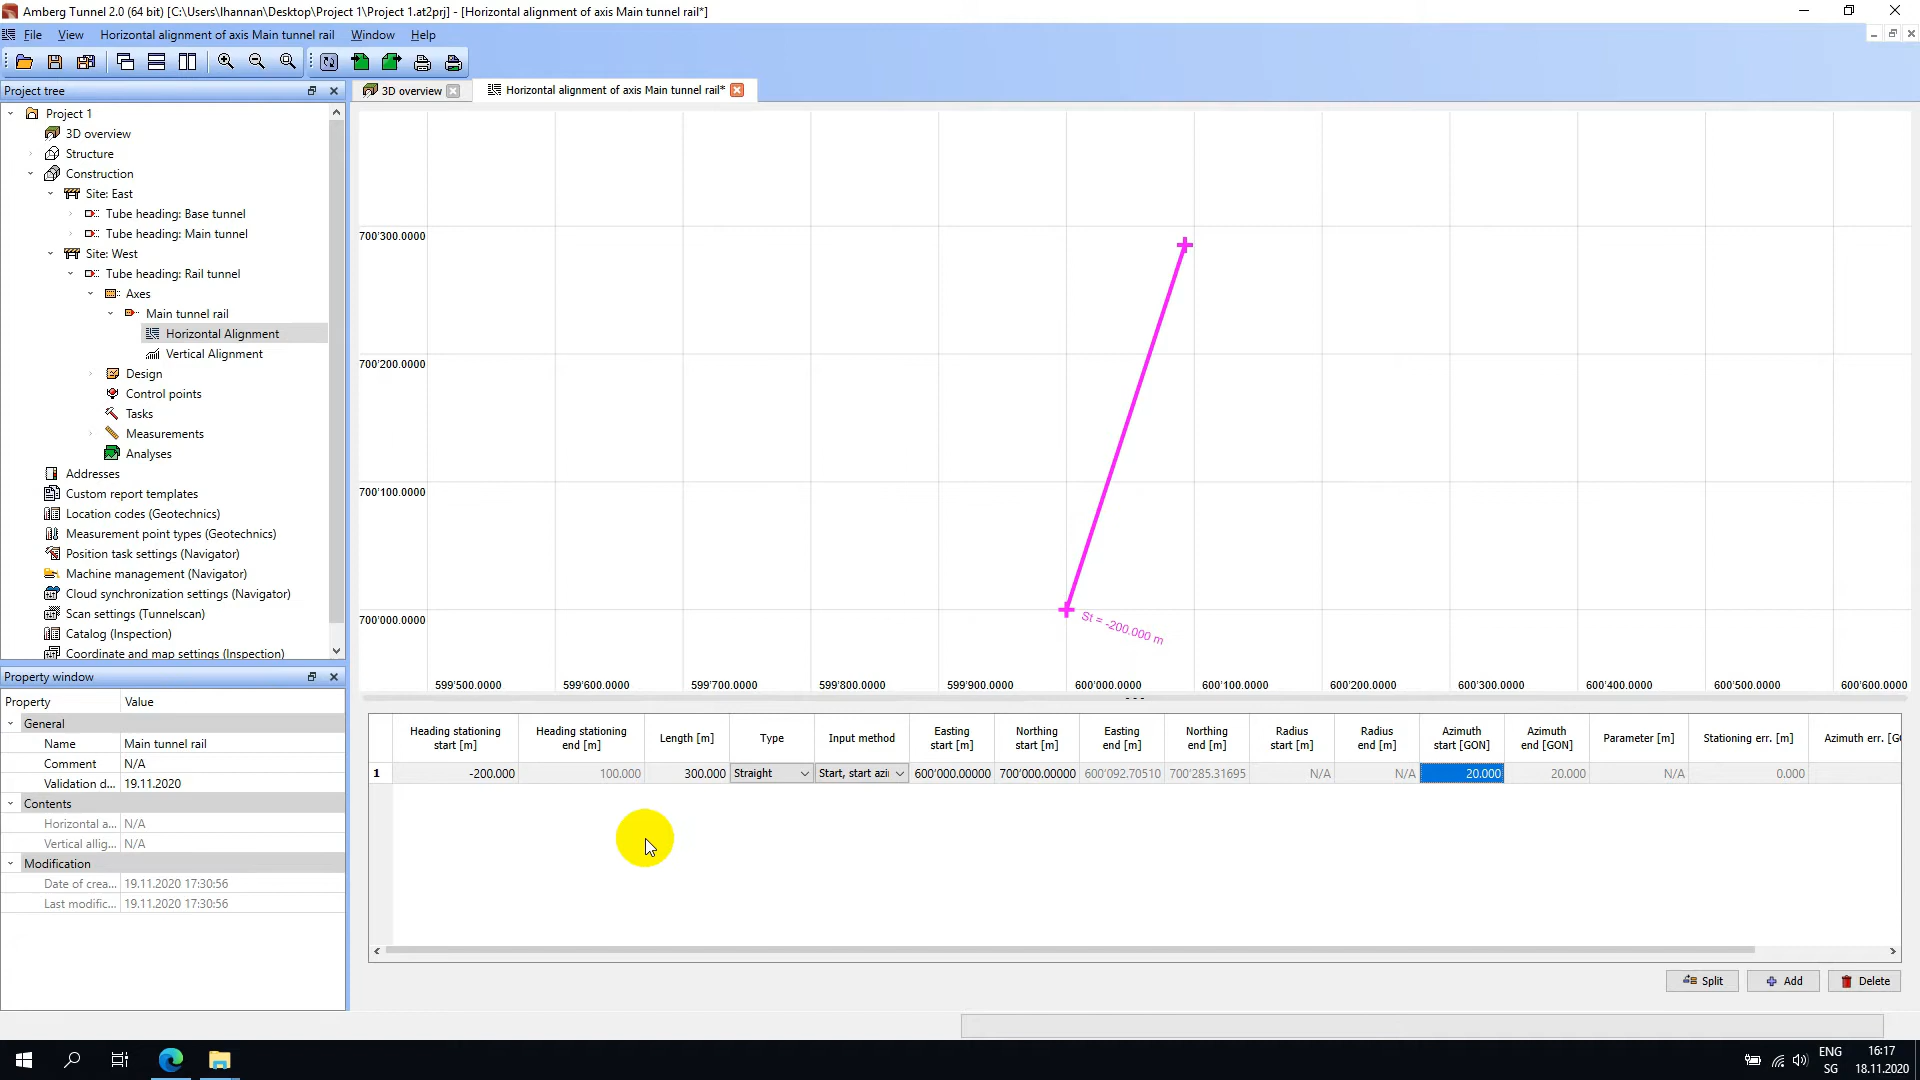 Amberg Tunnel 2.0 (64 bit) [C:\Users\lhannan\Desktop\Project 1\Project 1.at2prj] - [Horizontal alignment of axis Main tunnel rail*]
File View Horizontal alignment of axis Main tunnel rail Window Help
Project tree
3D overview
Horizontal alignment of axis Main tunnel rail*
Project 1
3D overview
Structure
Construction
Site: East
Tube heading: Base tunnel
Tube heading: Main tunnel
Site: West
Tube heading: Rail tunnel
Axes
Main tunnel rail
Horizontal Alignment
Vertical Alignment
Design
Control points
Tasks
Measurements
Analyses
Addresses
Custom report templates
Location codes (Geotechnics)
Measurement point types (Geotechnics)
Position task settings (Navigator)
Machine management (Navigator)
Cloud synchronization settings (Navigator)
Scan settings (Tunnelscan)
Catalog (Inspection)
Coordinate and map settings (Inspection)
700'300.0000
700'200.0000
700'100.0000
700'000.0000
St = -200.000 m
599'500.0000 599'600.0000 599'700.0000 599'800.0000 599'900.0000 600'000.0000 600'100.0000 600'200.0000 600'300.0000 600'400.0000 600'500.0000 600'600.0000
Property window
Property Value
General
Name Main tunnel rail
Comment N/A
Validation d... 19.11.2020
Contents
Horizontal a... N/A
Vertical allig... N/A
Modification
Date of crea... 19.11.2020 17:30:56
Last modific... 19.11.2020 17:30:56
Heading stationing start [m] Heading stationing end [m] Length [m] Type Input method Easting start [m] Northing start [m] Easting end [m] Northing end [m] Radius start [m] Radius end [m] Azimuth start [GON] Azimuth end [GON] Parameter [m] Stationing err. [m] Azimuth err. [G(
1 -200.000 100.000 300.000 Straight Start, start azi 600'000.00000 700'000.00000 600'092.70510 700'285.31695 N/A N/A 20.000 20.000 N/A 0.000
Split Add Delete
ENG 16:17
SG 18.11.2020